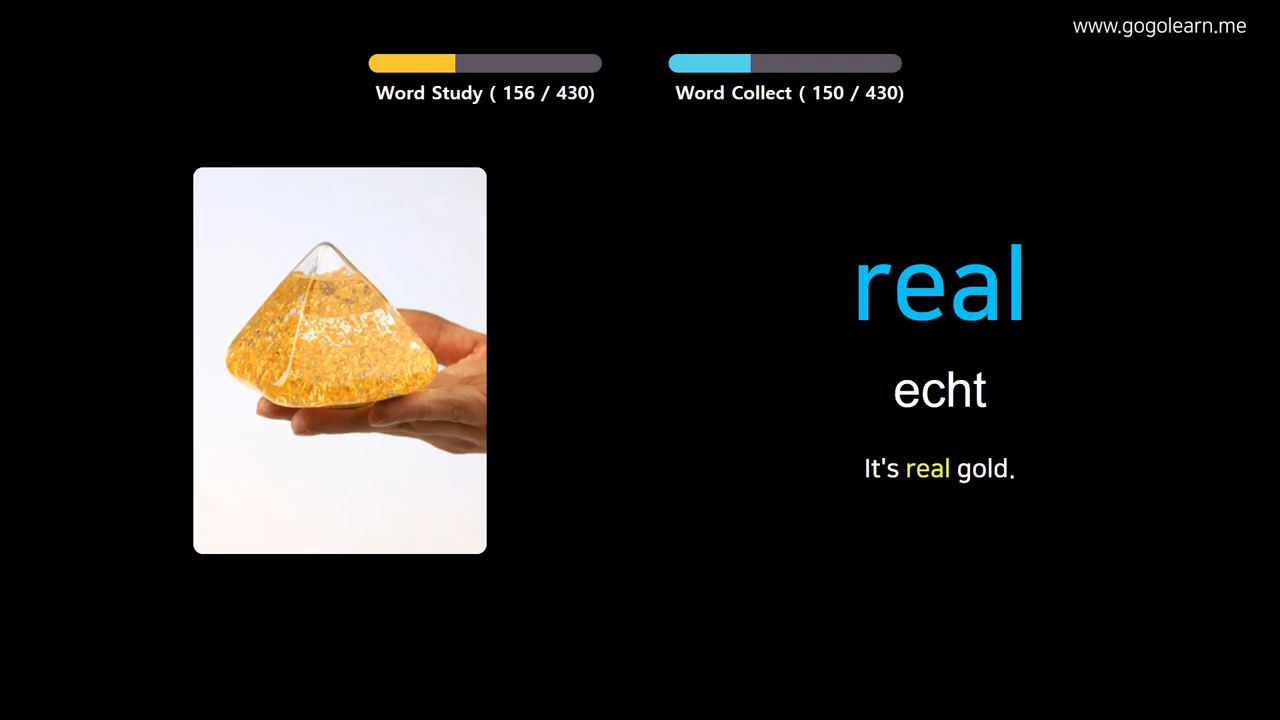 www.gogolearn.me
Word Study ( 156 / 430)
Word Collect ( 150 / 430)
real
echt
It's real gold.